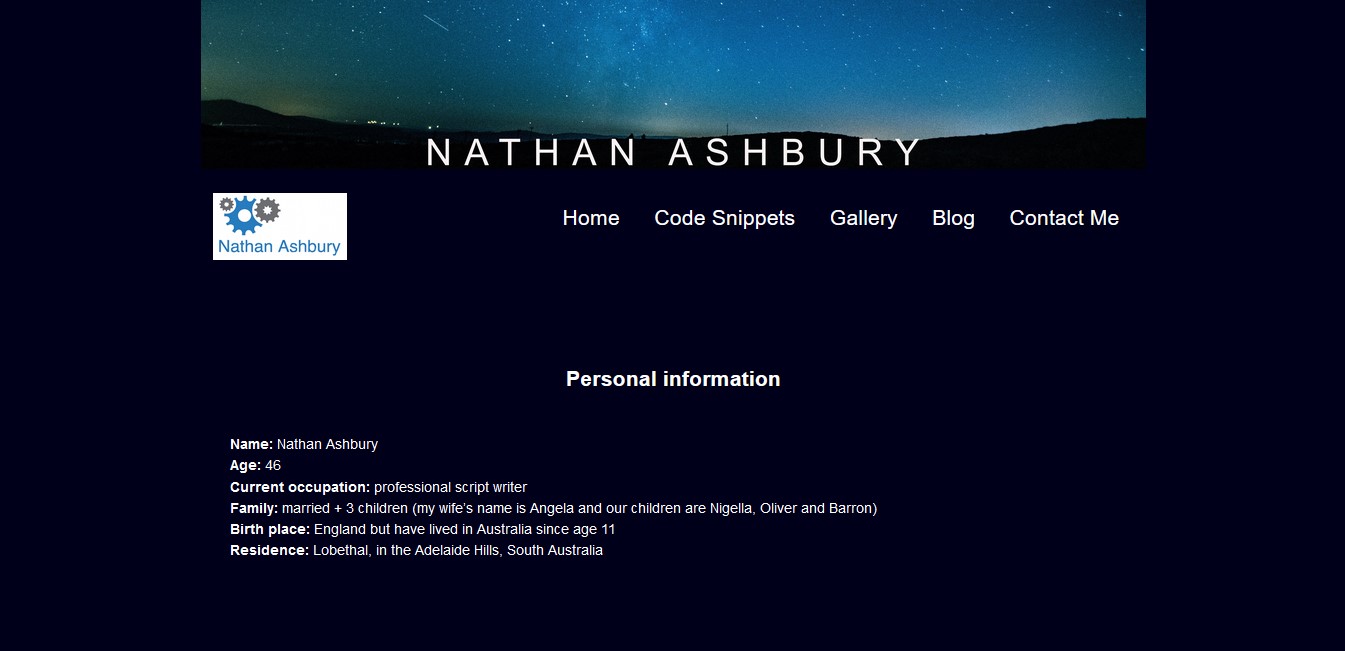 NATHAN ASHBURY
Nathan Ashbury
Home Code Snippets Gallery Blog Contact Me
Personal information
Name: Nathan Ashbury
Age: 46
Current occupation: professional script writer
Family: married + 3 children (my wife’s name is Angela and our children are Nigella, Oliver and Barron)
Birth place: England but have lived in Australia since age 11
Residence: Lobethal, in the Adelaide Hills, South Australia